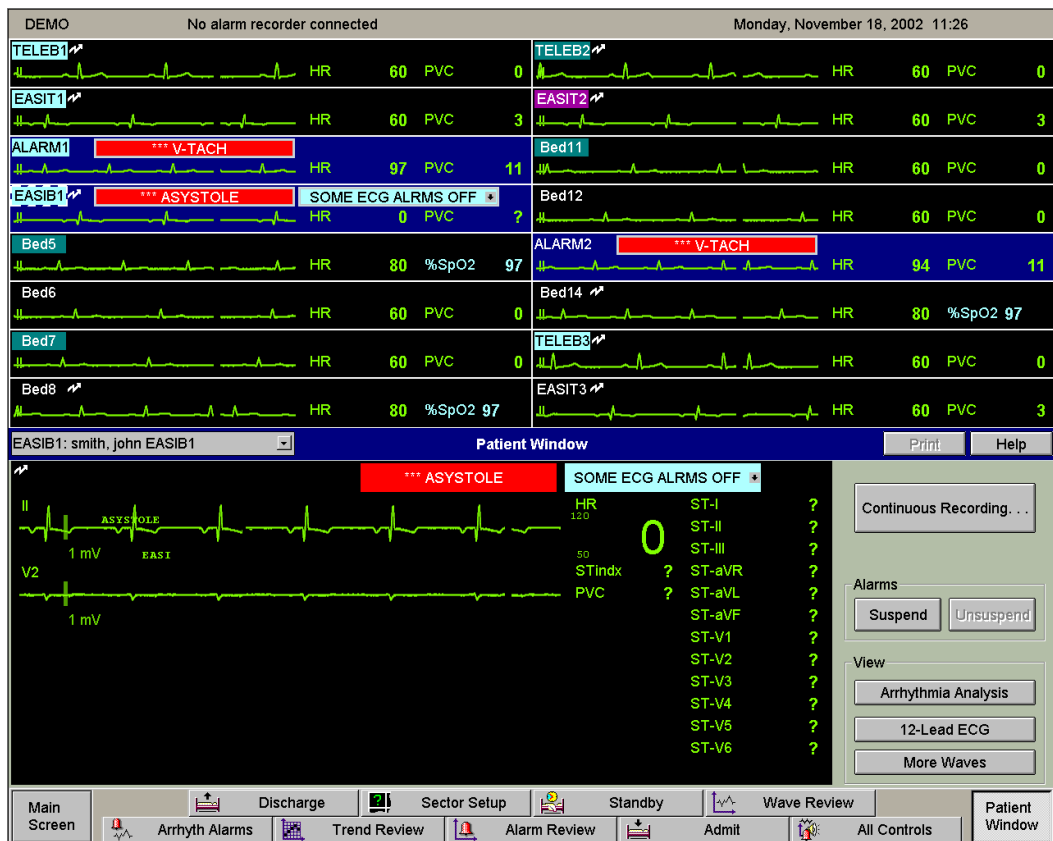 DEMO No alarm recorder connected Monday, November 18, 2002 11:26
TELEB1 HR 60 PVC 0
TELEB2 HR 60 PVC 0
EASIT1 HR 60 PVC 3
EASIT2 HR 60 PVC 3
ALARM1 *** V-TACH HR 97 PVC 11
Bed11 HR 60 PVC 0
EASIB1 *** ASYSTOLE SOME ECG ALRMS OFF HR 0 PVC ?
Bed12 HR 60 PVC 0
Bed5 HR 80 %SpO2 97
ALARM2 *** V-TACH HR 94 PVC 11
Bed6 HR 60 PVC 0
Bed14 HR 80 %SpO2 97
Bed7 HR 60 PVC 0
TELEB3 HR 60 PVC 0
Bed8 HR 80 %SpO2 97
EASIT3 HR 60 PVC 3
EASIB1: smith, john EASIB1 Patient Window Print Help
*** ASYSTOLE SOME ECG ALRMS OFF
II
ASYSTOLE
1 mV EASI
V2
1 mV
HR
120
50
0
STindx ?
PVC ?
ST-I ?
ST-II ?
ST-III ?
ST-aVR ?
ST-aVL ?
ST-aVF ?
ST-V1 ?
ST-V2 ?
ST-V3 ?
ST-V4 ?
ST-V5 ?
ST-V6 ?
Continuous Recording. . .
Alarms
Suspend Unsuspend
View
Arrhythmia Analysis
12-Lead ECG
More Waves
Main Screen
Discharge ? Sector Setup Standby Wave Review
Arrhyth Alarms Trend Review Alarm Review Admit All Controls
Patient Window